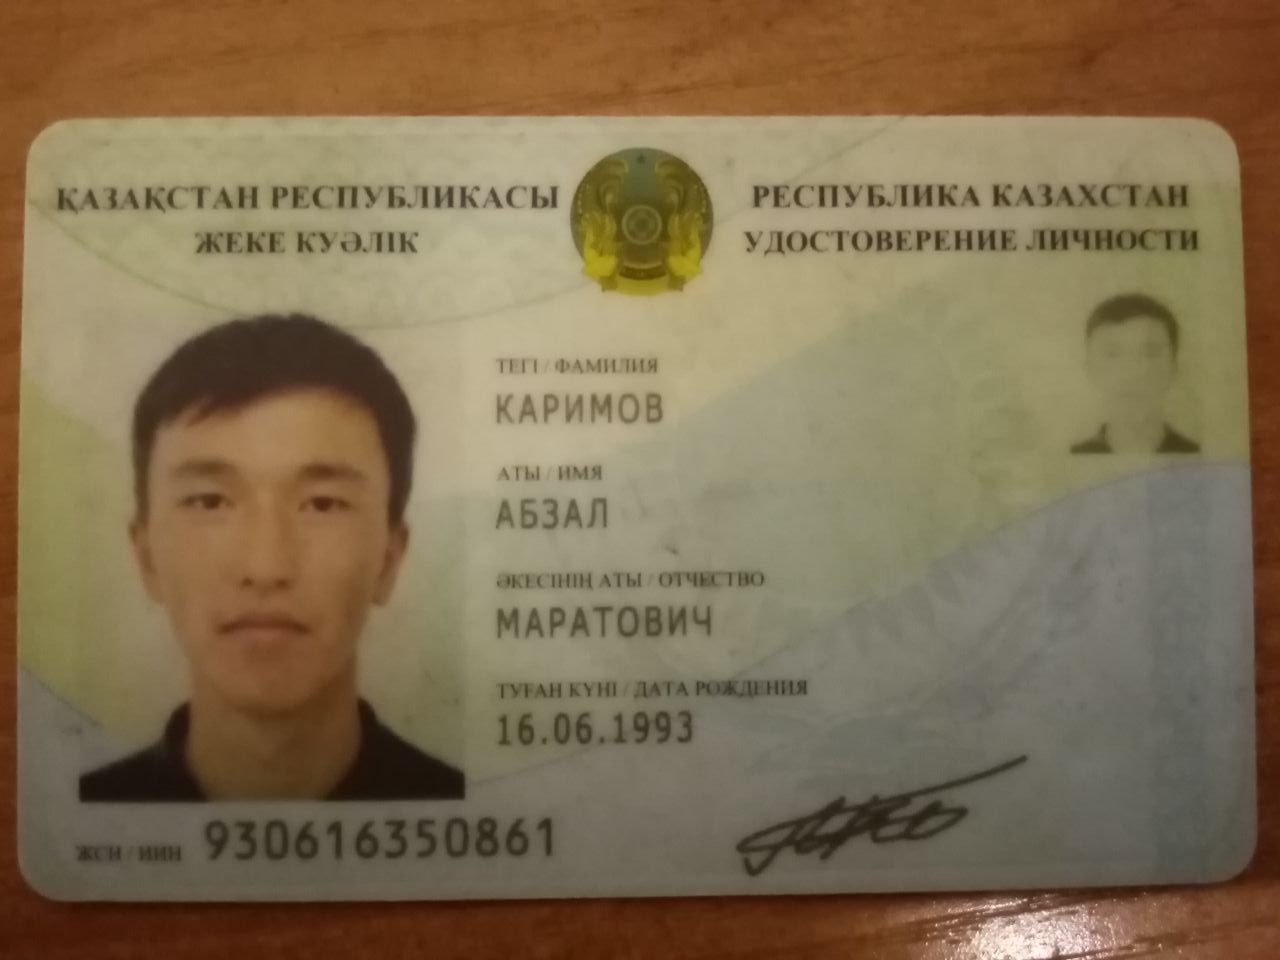 ҚАЗАҚСТАН РЕСПУБЛИКАСЫ
ЖЕКЕ КУӘЛІК
РЕСПУБЛИКА КАЗАХСТАН
УДОСТОВЕРЕНИЕ ЛИЧНОСТИ
ТЕГІ / ФАМИЛИЯ
КАРИМОВ
АТЫ / ИМЯ
АБЗАЛ
ӘКЕСІНІҢ АТЫ / ОТЧЕСТВО
МАРАТОВИЧ
ТУҒАН КҮНІ / ДАТА РОЖДЕНИЯ
16.06.1993
ЖСН / ИИН 930616350861